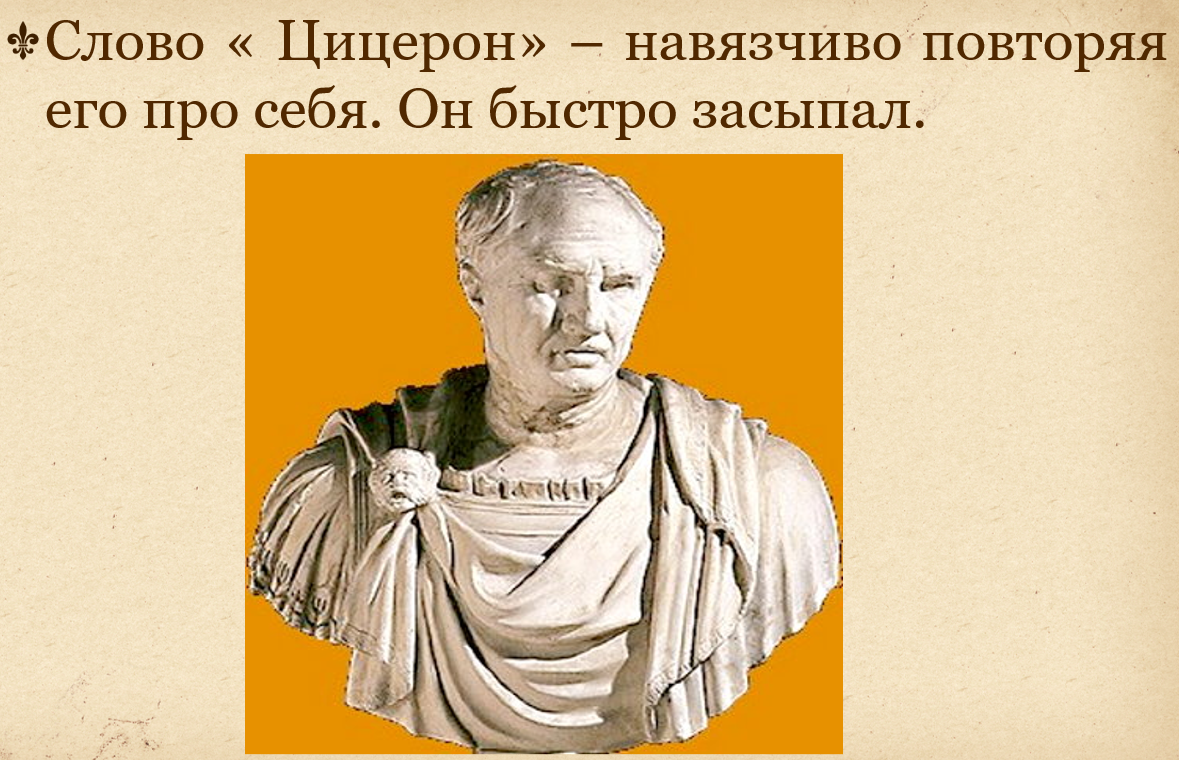 Слово « Цицерон» – навязчиво повторяя
его про себя. Он быстро засыпал.